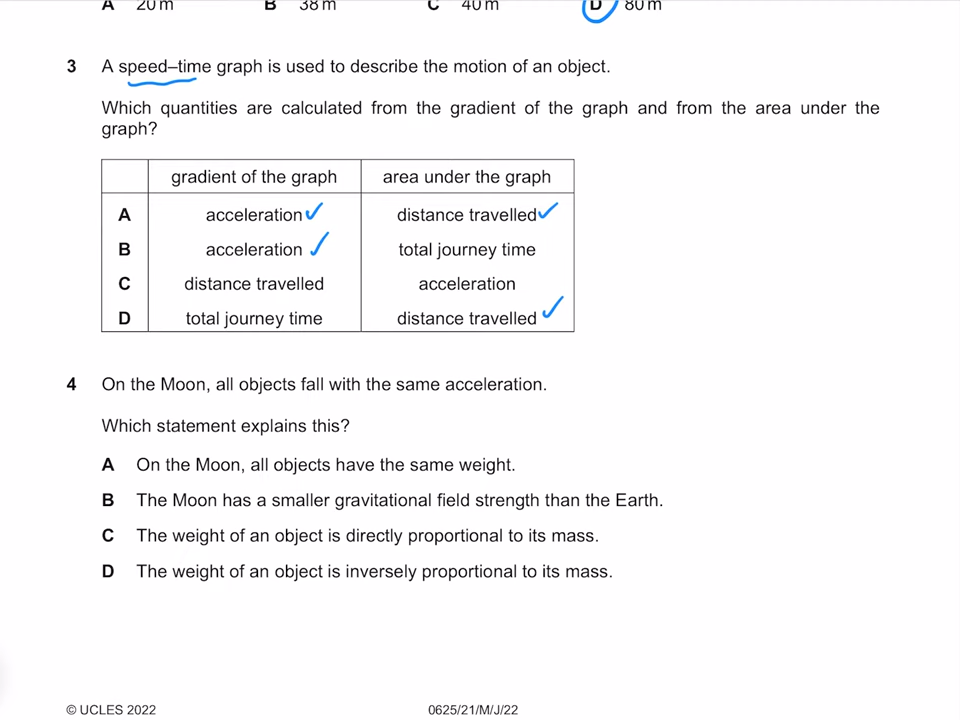 A 20 m B 38 m C 40 m D 80 m
3 A speed–time graph is used to describe the motion of an object.
Which quantities are calculated from the gradient of the graph and from the area under the
graph?
gradient of the graph area under the graph
A acceleration ✓ distance travelled ✓
B acceleration ✓ total journey time
C distance travelled acceleration
D total journey time distance travelled ✓
4 On the Moon, all objects fall with the same acceleration.
Which statement explains this?
A On the Moon, all objects have the same weight.
B The Moon has a smaller gravitational field strength than the Earth.
C The weight of an object is directly proportional to its mass.
D The weight of an object is inversely proportional to its mass.
© UCLES 2022 0625/21/M/J/22